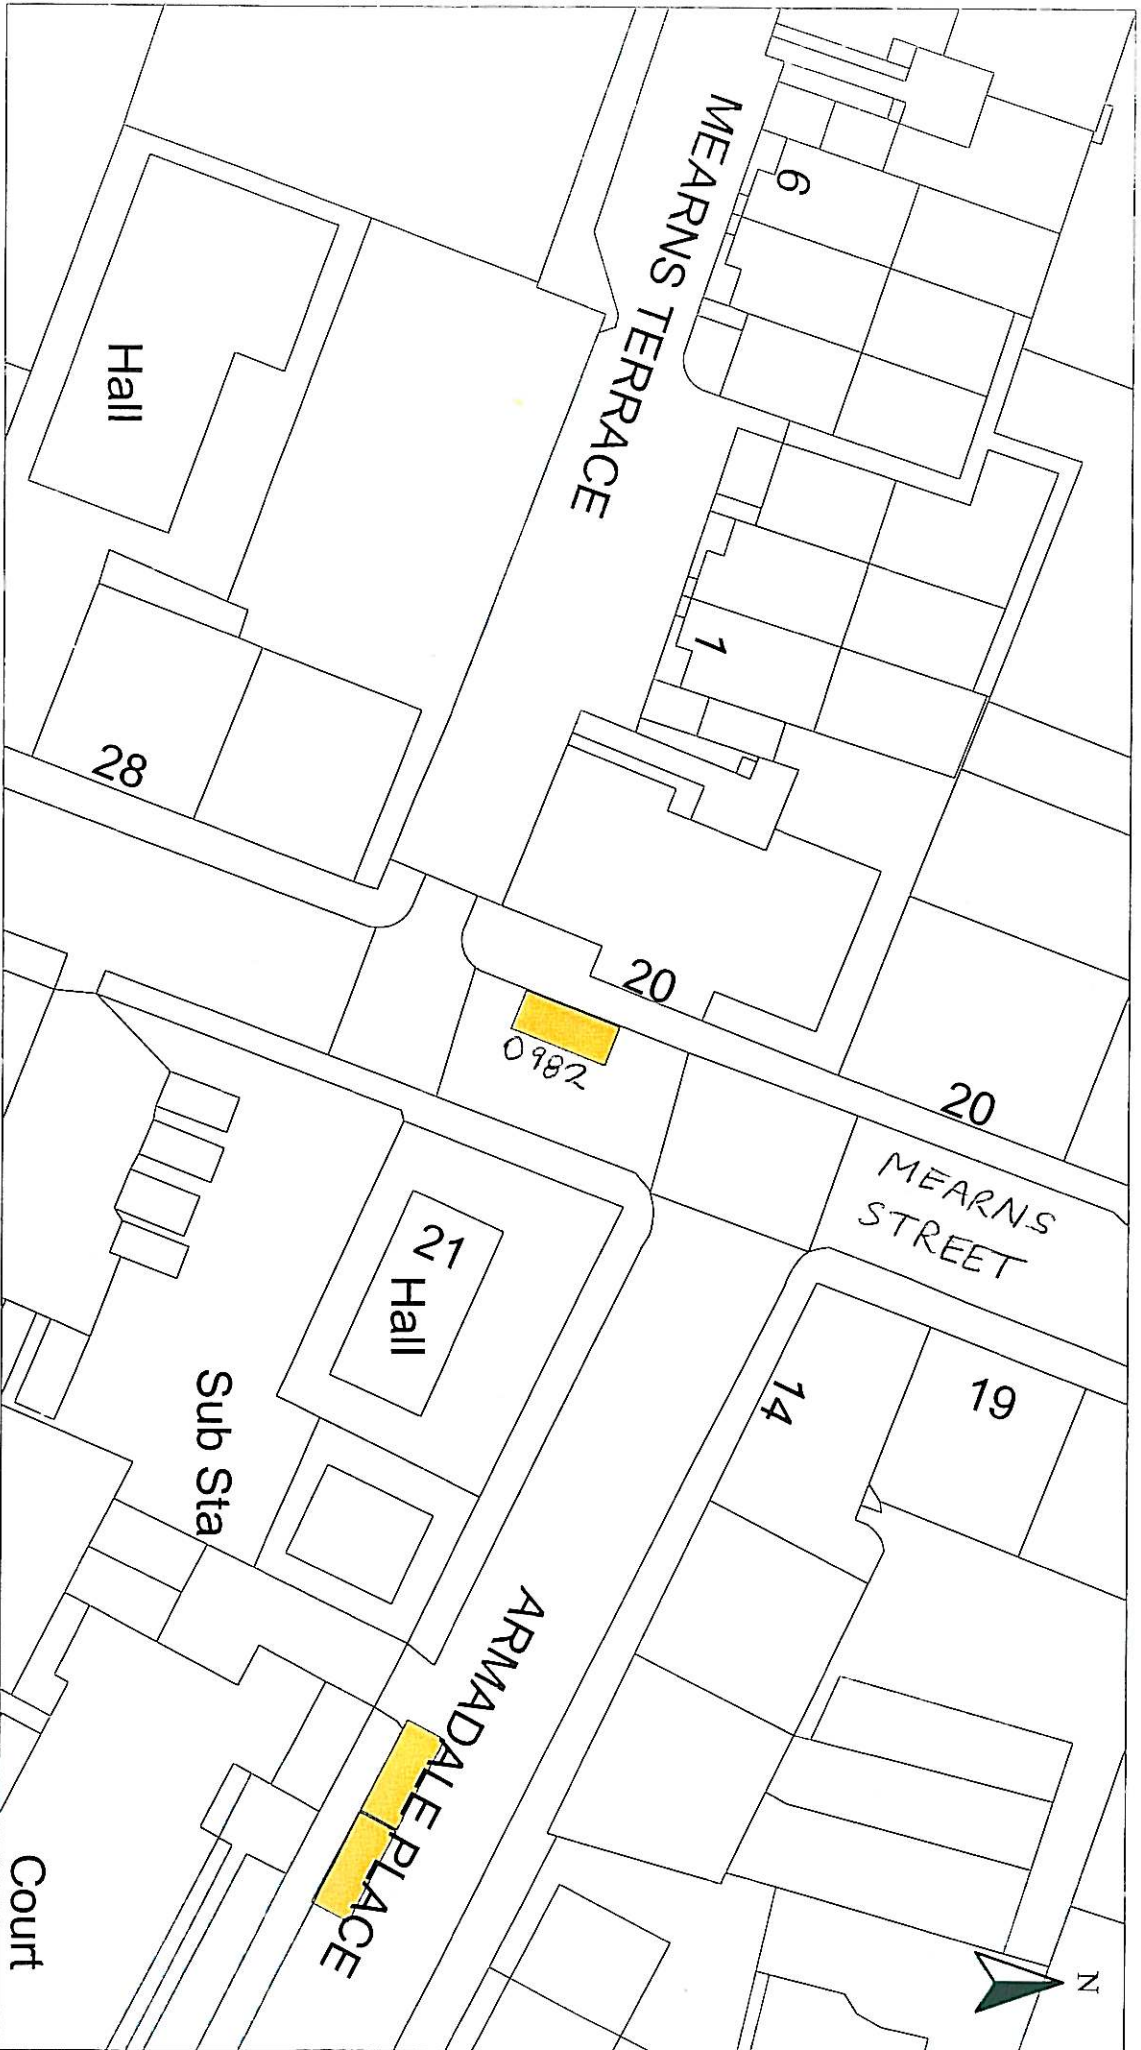 MEARNS TERRACE
6
1
Hall
28
20
0982
20
MEARNS
STREET
21
Hall
14
19
Sub Sta
ARMADALE PLACE
Court
N